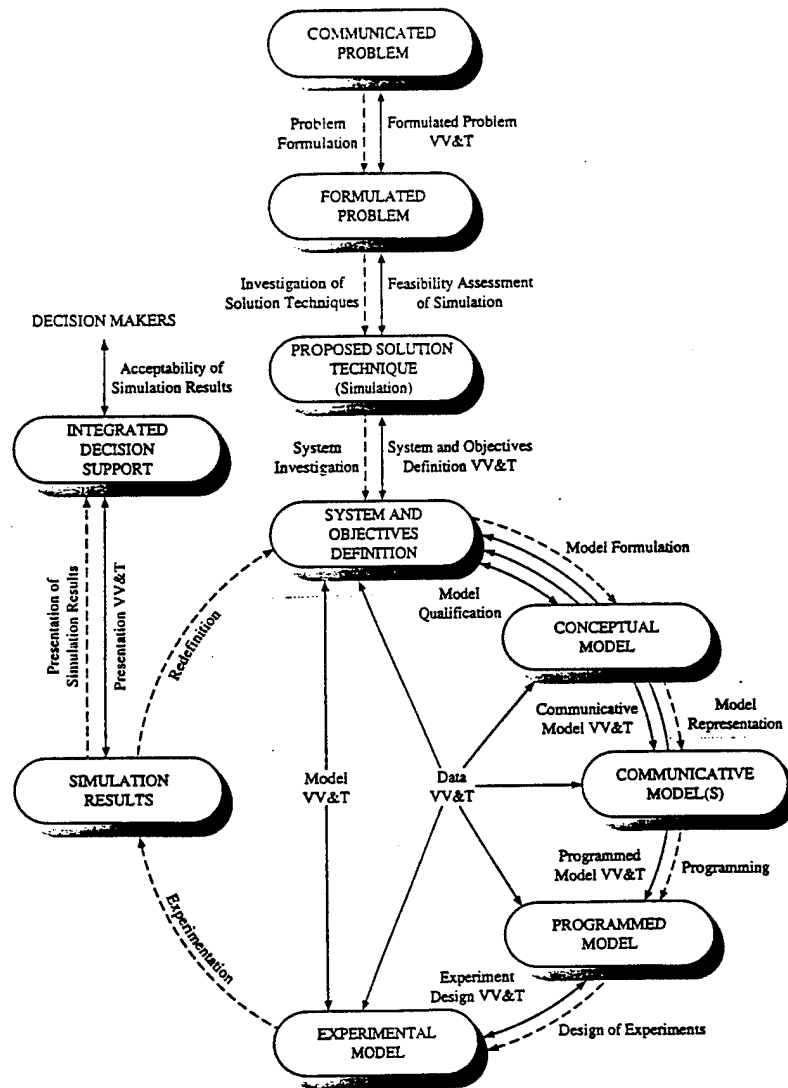 COMMUNICATED
PROBLEM
Problem
Formulation
Formulated Problem
VV&T
FORMULATED
PROBLEM
Investigation of
Solution Techniques
Feasibility Assessment
of Simulation
DECISION MAKERS
Acceptability of
Simulation Results
PROPOSED SOLUTION
TECHNIQUE
(Simulation)
INTEGRATED
DECISION
SUPPORT
System
Investigation
System and Objectives
Definition VV&T
SYSTEM AND
OBJECTIVES
DEFINITION
Model Formulation
Model
Qualification
CONCEPTUAL
MODEL
Presentation of
Simulation Results
Presentation VV&T
Redefinition
Communicative
Model VV&T
Model
Representation
SIMULATION
RESULTS
Model
VV&T
Data
VV&T
COMMUNICATIVE
MODEL(S)
Programmed
Model VV&T
Programming
PROGRAMMED
MODEL
Experimentation
Experiment
Design VV&T
Design of Experiments
EXPERIMENTAL
MODEL